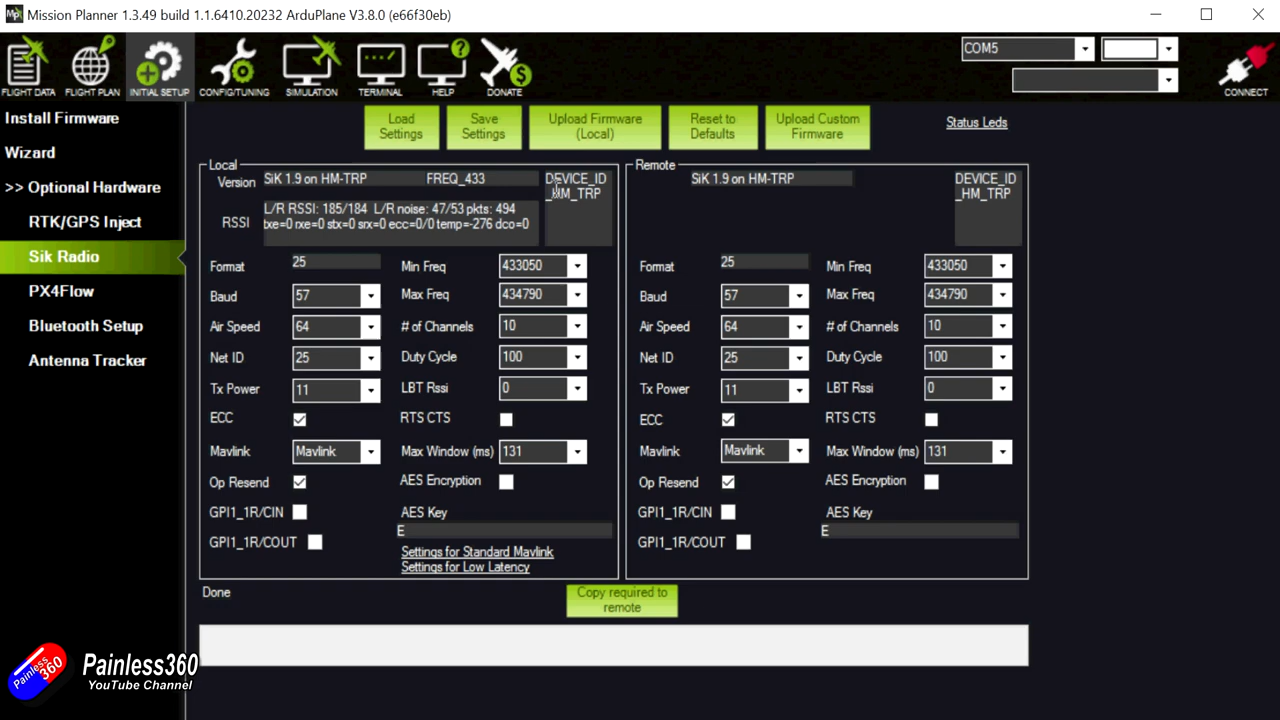 Mission Planner 1.3.49 build 1.1.6410.20232 ArduPlane V3.8.0 (e66f30eb)
FLIGHT DATA FLIGHT PLAN INITIAL SETUP CONFIG/TUNING SIMULATION TERMINAL HELP DONATE
COM5
CONNECT
Install Firmware
Wizard
>> Optional Hardware
RTK/GPS Inject
Sik Radio
PX4Flow
Bluetooth Setup
Antenna Tracker
Load Settings
Save Settings
Upload Firmware (Local)
Reset to Defaults
Upload Custom Firmware
Status Leds
Local
Version SiK 1.9 on HM-TRP FREQ_433 DEVICE_ID
_HM_TRP
RSSI L/R RSSI: 185/184 L/R noise: 47/53 pkts: 494
txe=0 rxe=0 stx=0 srx=0 ecc=0/0 temp=-276 dco=0
Format 25 Min Freq 433050
Baud 57 Max Freq 434790
Air Speed 64 # of Channels 10
Net ID 25 Duty Cycle 100
Tx Power 11 LBT Rssi 0
ECC RTS CTS
Mavlink Mavlink Max Window (ms) 131
Op Resend AES Encryption
GPI1_1R/CIN AES Key
E
GPI1_1R/COUT
Settings for Standard Mavlink
Settings for Low Latency
Remote
SiK 1.9 on HM-TRP DEVICE_ID
_HM_TRP
Format 25 Min Freq 433050
Baud 57 Max Freq 434790
Air Speed 64 # of Channels 10
Net ID 25 Duty Cycle 100
Tx Power 11 LBT Rssi 0
ECC RTS CTS
Mavlink Mavlink Max Window (ms) 131
Op Resend AES Encryption
GPI1_1R/CIN AES Key
E
GPI1_1R/COUT
Done
Copy required to remote
Painless 360
Painless360
YouTube Channel